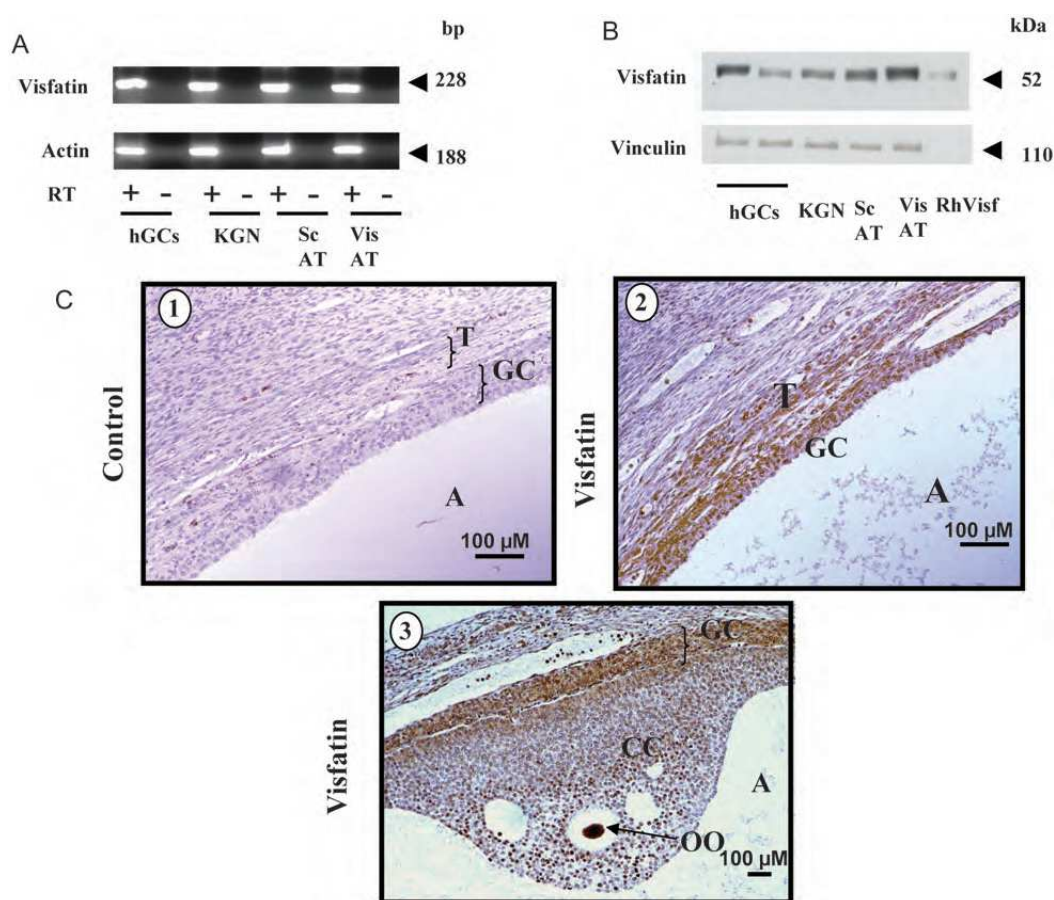 A
bp
Visfatin
228
Actin
188
RT + - + - + - + -
hGCs KGN Sc AT Vis AT
B
kDa
Visfatin
52
Vinculin
110
hGCs KGN Sc AT Vis AT RhVisf
C
1
Control
T
GC
A
100 µM
2
Visfatin
T
GC
A
100 µM
3
Visfatin
GC
CC
A
OO
100 µM